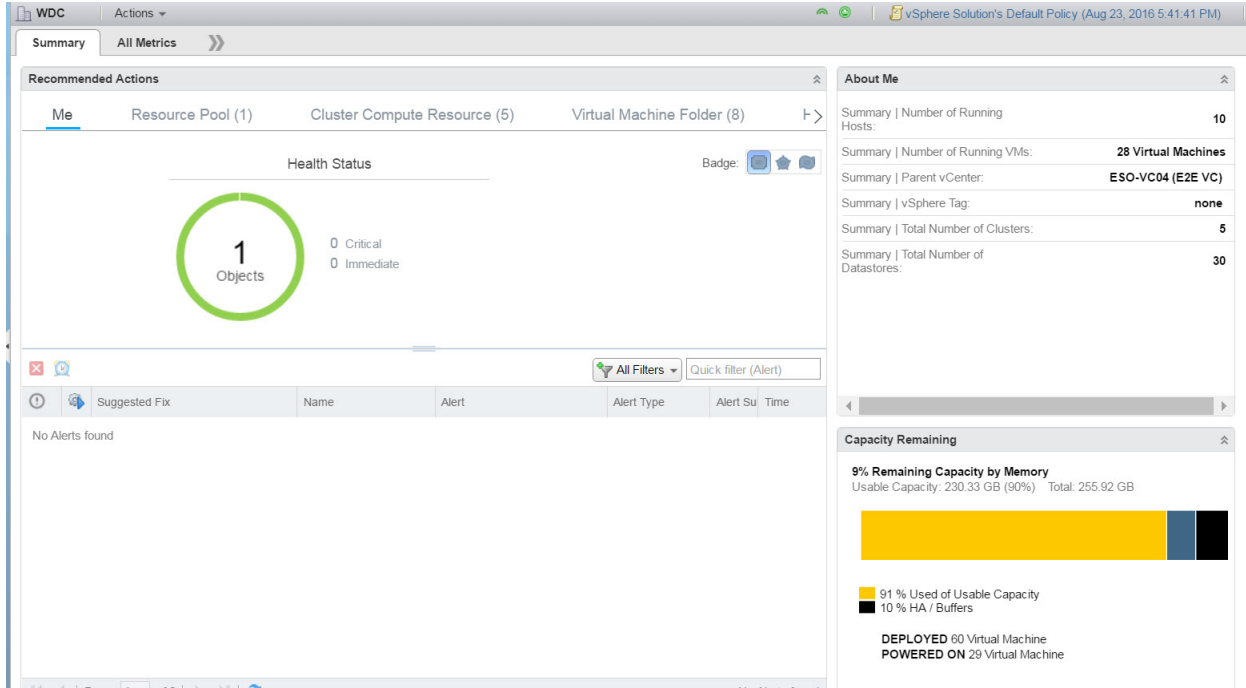 WDC Actions vSphere Solution's Default Policy (Aug 23, 2016 5:41:41 PM)
Summary All Metrics
Recommended Actions
Me Resource Pool (1) Cluster Compute Resource (5) Virtual Machine Folder (8)
Health Status
Badge:
1
Objects
0 Critical
0 Immediate
All Filters Quick filter (Alert)
Suggested Fix Name Alert Alert Type Alert Su Time
No Alerts found
About Me
Summary | Number of Running
Hosts:
10
Summary | Number of Running VMs: 28 Virtual Machines
Summary | Parent vCenter: ESO-VC04 (E2E VC)
Summary | vSphere Tag: none
Summary | Total Number of Clusters: 5
Summary | Total Number of
Datastores:
30
Capacity Remaining
9% Remaining Capacity by Memory
Usable Capacity: 230.33 GB (90%) Total: 255.92 GB
91 % Used of Usable Capacity
10 % HA / Buffers
DEPLOYED 60 Virtual Machine
POWERED ON 29 Virtual Machine